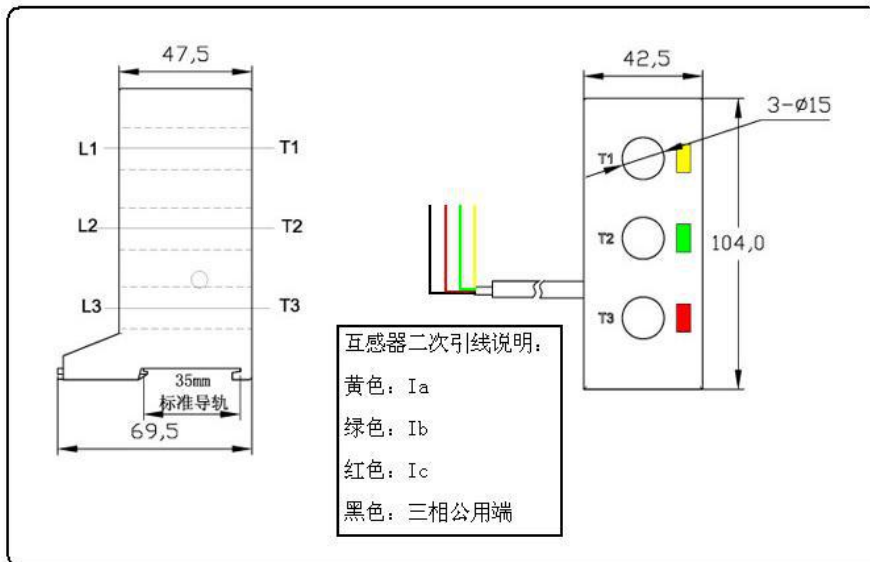 47,5
L1
T1
L2
T2
L3
T3
35mm
标准导轨
69,5
42,5
3-Ø15
T1
T2
104,0
T3
互感器二次引线说明：
黄色：Ia
绿色：Ib
红色：Ic
黑色：三相公用端